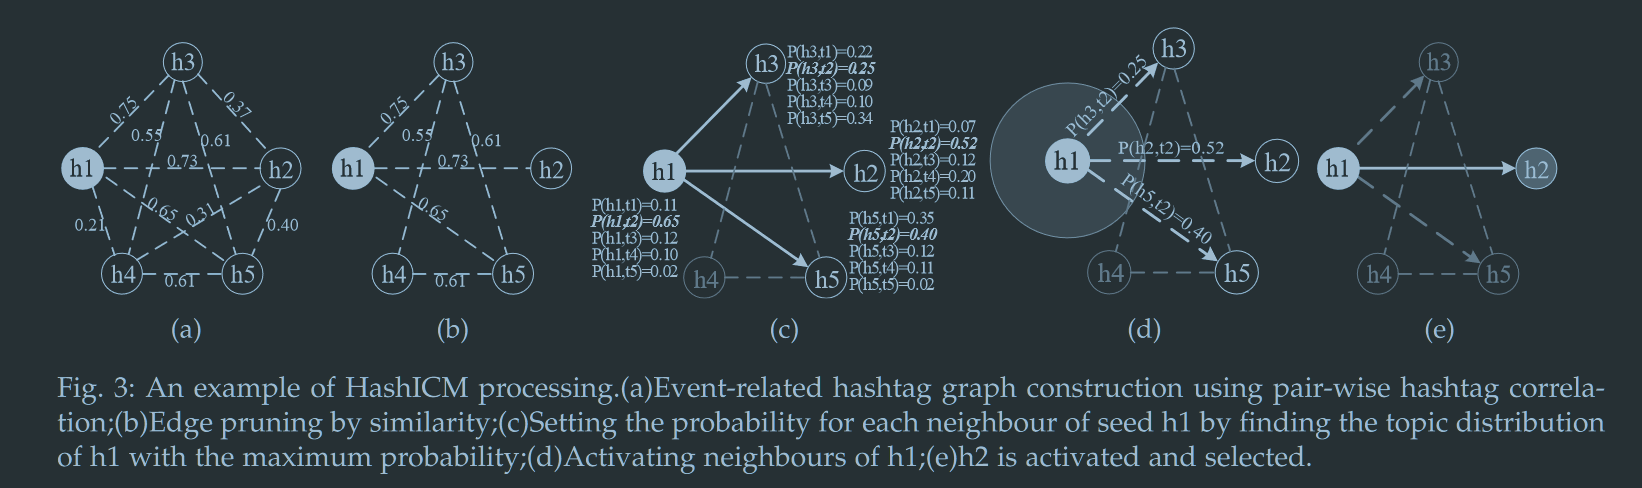 h3
0.75
0.37
0.55
0.61
h1
0.73
h2
0.65
0.31
0.21
0.40
h4
0.61
h5
(a)
h3
0.75
0.55
0.61
h1
0.73
h2
0.65
h4
0.61
h5
(b)
h3
P(h3,t1)=0.22
P(h3,t2)=0.25
P(h3,t3)=0.09
P(h3,t4)=0.10
P(h3,t5)=0.34
h1
h2
P(h2,t1)=0.07
P(h2,t2)=0.52
P(h2,t3)=0.12
P(h2,t4)=0.20
P(h2,t5)=0.11
P(h1,t1)=0.11
P(h1,t2)=0.65
P(h1,t3)=0.12
P(h1,t4)=0.10
P(h1,t5)=0.02
h4
h5
P(h5,t1)=0.35
P(h5,t2)=0.40
P(h5,t3)=0.12
P(h5,t4)=0.11
P(h5,t5)=0.02
(c)
h3
P(h3,t2)=0.25
h1
P(h2,t2)=0.52
h2
P(h5,t2)=0.40
h4
h5
(d)
h3
h1
h2
h4
h5
(e)
Fig. 3: An example of HashICM processing.(a)Event-related hashtag graph construction using pair-wise hashtag correla-
tion;(b)Edge pruning by similarity;(c)Setting the probability for each neighbour of seed h1 by finding the topic distribution
of h1 with the maximum probability;(d)Activating neighbours of h1;(e)h2 is activated and selected.